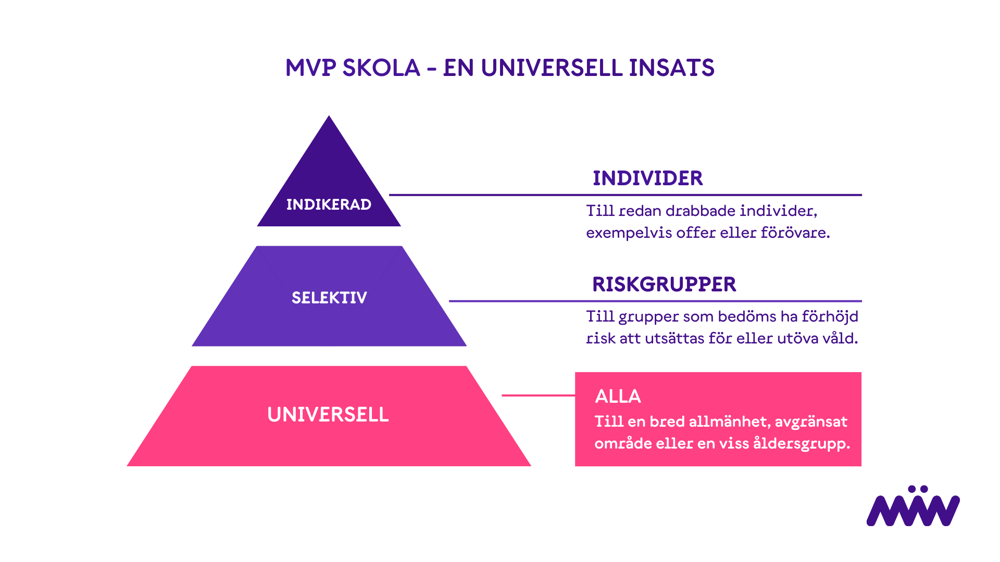 MVP SKOLA - EN UNIVERSELL INSATS
INDIKERAD
INDIVIDER
Till redan drabbade individer,
exempelvis offer eller förövare.
SELEKTIV
RISKGRUPPER
Till grupper som bedöms ha förhöjd
risk att utsättas för eller utöva våld.
UNIVERSELL
ALLA
Till en bred allmänhet, avgränsat
område eller en viss åldersgrupp.
MÄN